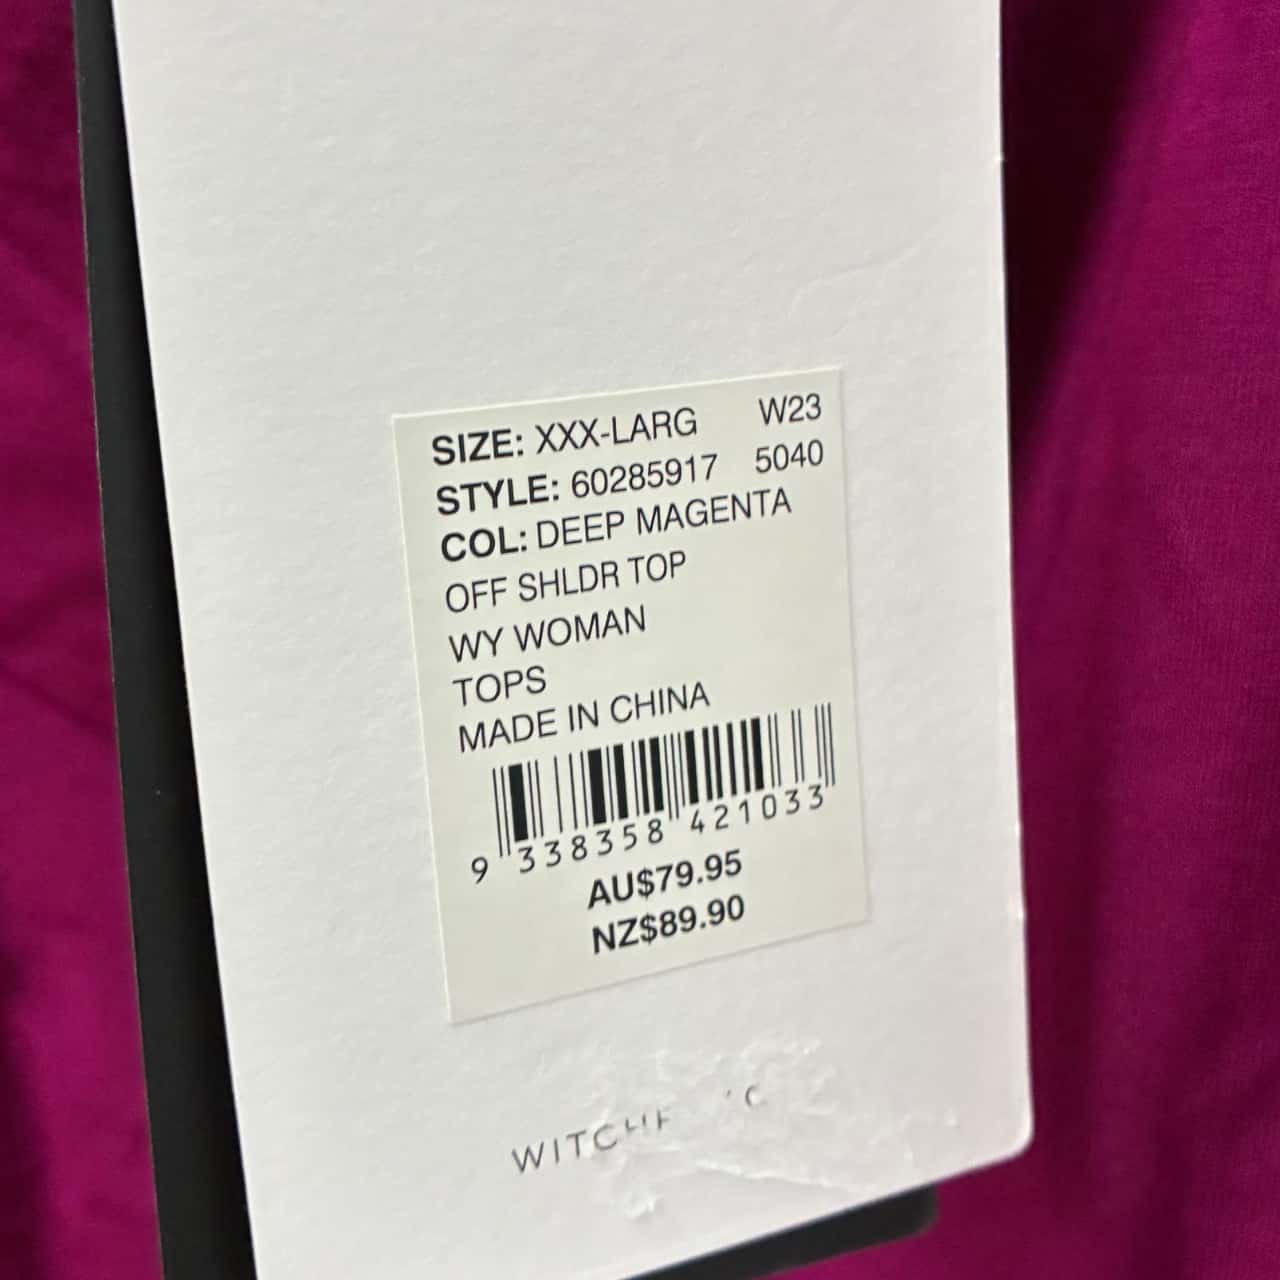 SIZE: XXX-LARG W23
STYLE: 60285917 5040
COL: DEEP MAGENTA
OFF SHLDR TOP
WY WOMAN
TOPS
MADE IN CHINA
9 338358 421033
AU$79.95
NZ$89.90